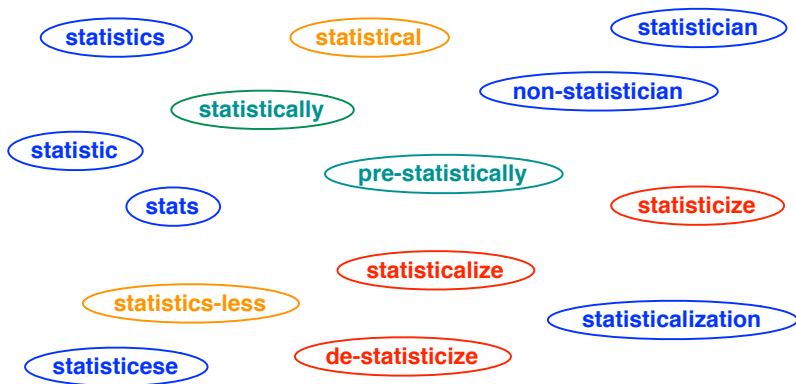 statistics
statistical
statistician
non-statistician
statistically
statistic
pre-statistically
stats
statisticize
statisticalize
statistics-less
statisticalization
de-statisticize
statisticese